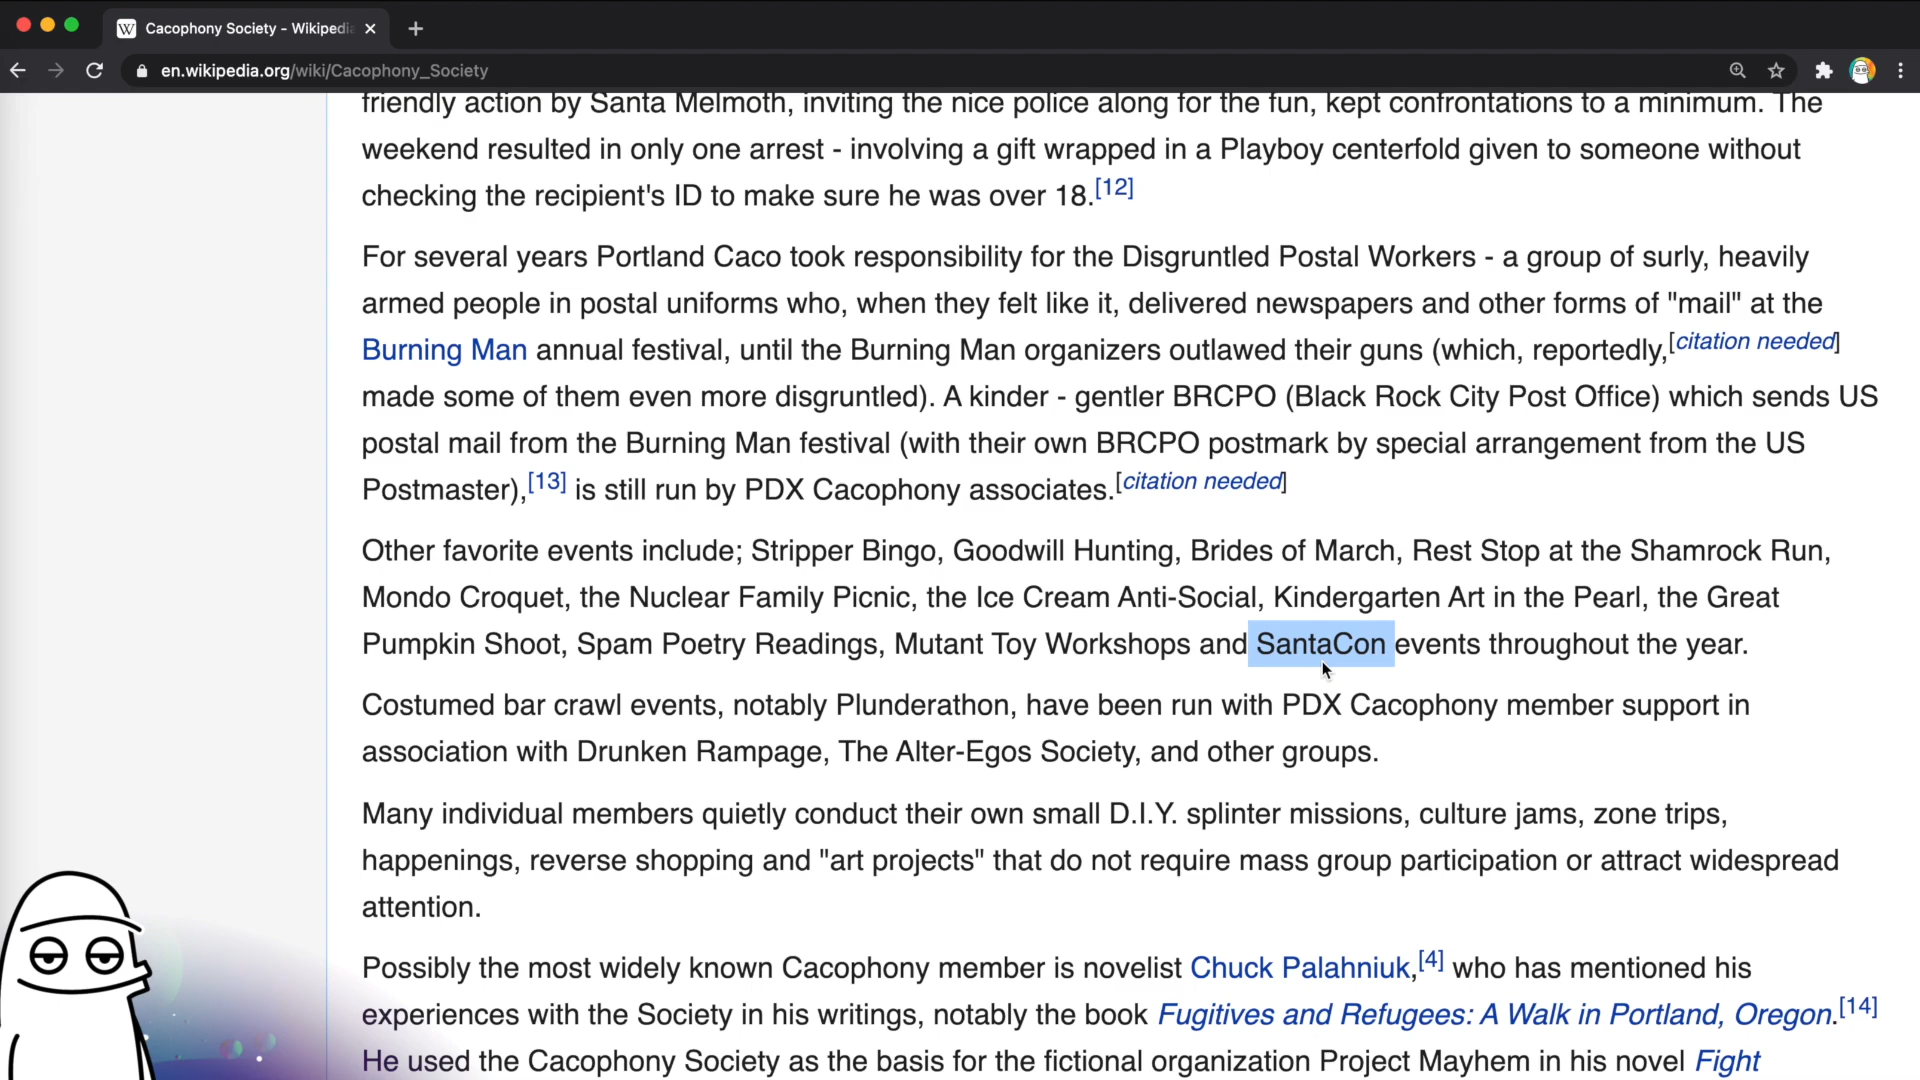 W Cacophony Society - Wikipedia
en.wikipedia.org/wiki/Cacophony_Society
friendly action by Santa Melmoth, inviting the nice police along for the fun, kept confrontations to a minimum. The
weekend resulted in only one arrest - involving a gift wrapped in a Playboy centerfold given to someone without
checking the recipient's ID to make sure he was over 18.[12]
For several years Portland Caco took responsibility for the Disgruntled Postal Workers - a group of surly, heavily
armed people in postal uniforms who, when they felt like it, delivered newspapers and other forms of "mail" at the
Burning Man annual festival, until the Burning Man organizers outlawed their guns (which, reportedly,[citation needed]
made some of them even more disgruntled). A kinder - gentler BRCPO (Black Rock City Post Office) which sends US
postal mail from the Burning Man festival (with their own BRCPO postmark by special arrangement from the US
Postmaster),[13] is still run by PDX Cacophony associates.[citation needed]
Other favorite events include; Stripper Bingo, Goodwill Hunting, Brides of March, Rest Stop at the Shamrock Run,
Mondo Croquet, the Nuclear Family Picnic, the Ice Cream Anti-Social, Kindergarten Art in the Pearl, the Great
Pumpkin Shoot, Spam Poetry Readings, Mutant Toy Workshops and SantaCon events throughout the year.
Costumed bar crawl events, notably Plunderathon, have been run with PDX Cacophony member support in
association with Drunken Rampage, The Alter-Egos Society, and other groups.
Many individual members quietly conduct their own small D.I.Y. splinter missions, culture jams, zone trips,
happenings, reverse shopping and "art projects" that do not require mass group participation or attract widespread
attention.
Possibly the most widely known Cacophony member is novelist Chuck Palahniuk,[4] who has mentioned his
experiences with the Society in his writings, notably the book Fugitives and Refugees: A Walk in Portland, Oregon.[14]
He used the Cacophony Society as the basis for the fictional organization Project Mayhem in his novel Fight